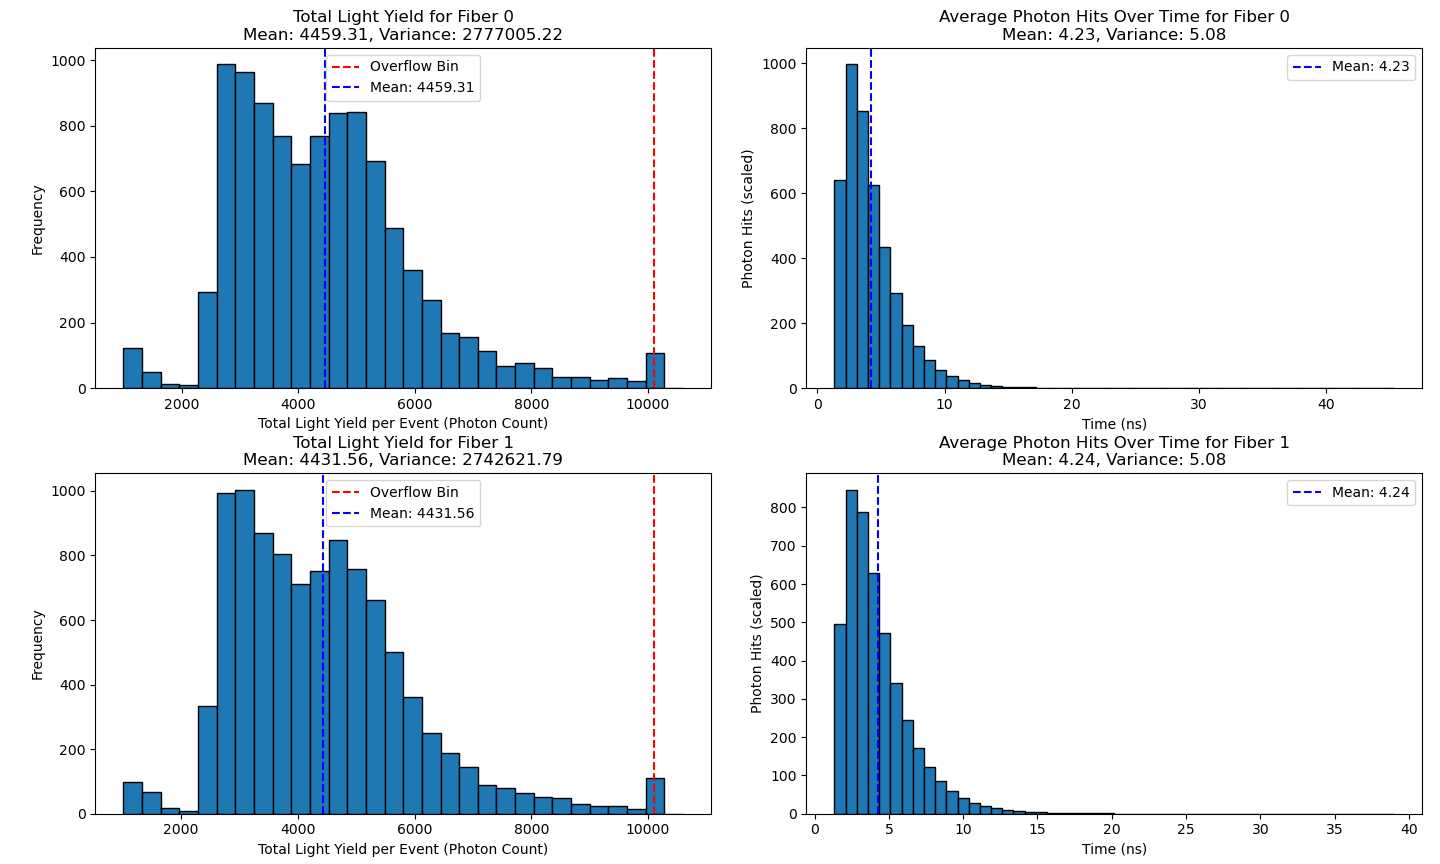 Total Light Yield for Fiber 0
Mean: 4459.31, Variance: 2777005.22
Overflow Bin
Mean: 4459.31
Frequency
1000
800
600
400
200
0
2000 4000 6000 8000 10000
Total Light Yield per Event (Photon Count)
Average Photon Hits Over Time for Fiber 0
Mean: 4.23, Variance: 5.08
Mean: 4.23
Photon Hits (scaled)
1000
800
600
400
200
0
0 10 20 30 40
Time (ns)
Total Light Yield for Fiber 1
Mean: 4431.56, Variance: 2742621.79
Overflow Bin
Mean: 4431.56
Frequency
1000
800
600
400
200
0
2000 4000 6000 8000 10000
Total Light Yield per Event (Photon Count)
Average Photon Hits Over Time for Fiber 1
Mean: 4.24, Variance: 5.08
Mean: 4.24
Photon Hits (scaled)
800
700
600
500
400
300
200
100
0
0 5 10 15 20 25 30 35 40
Time (ns)